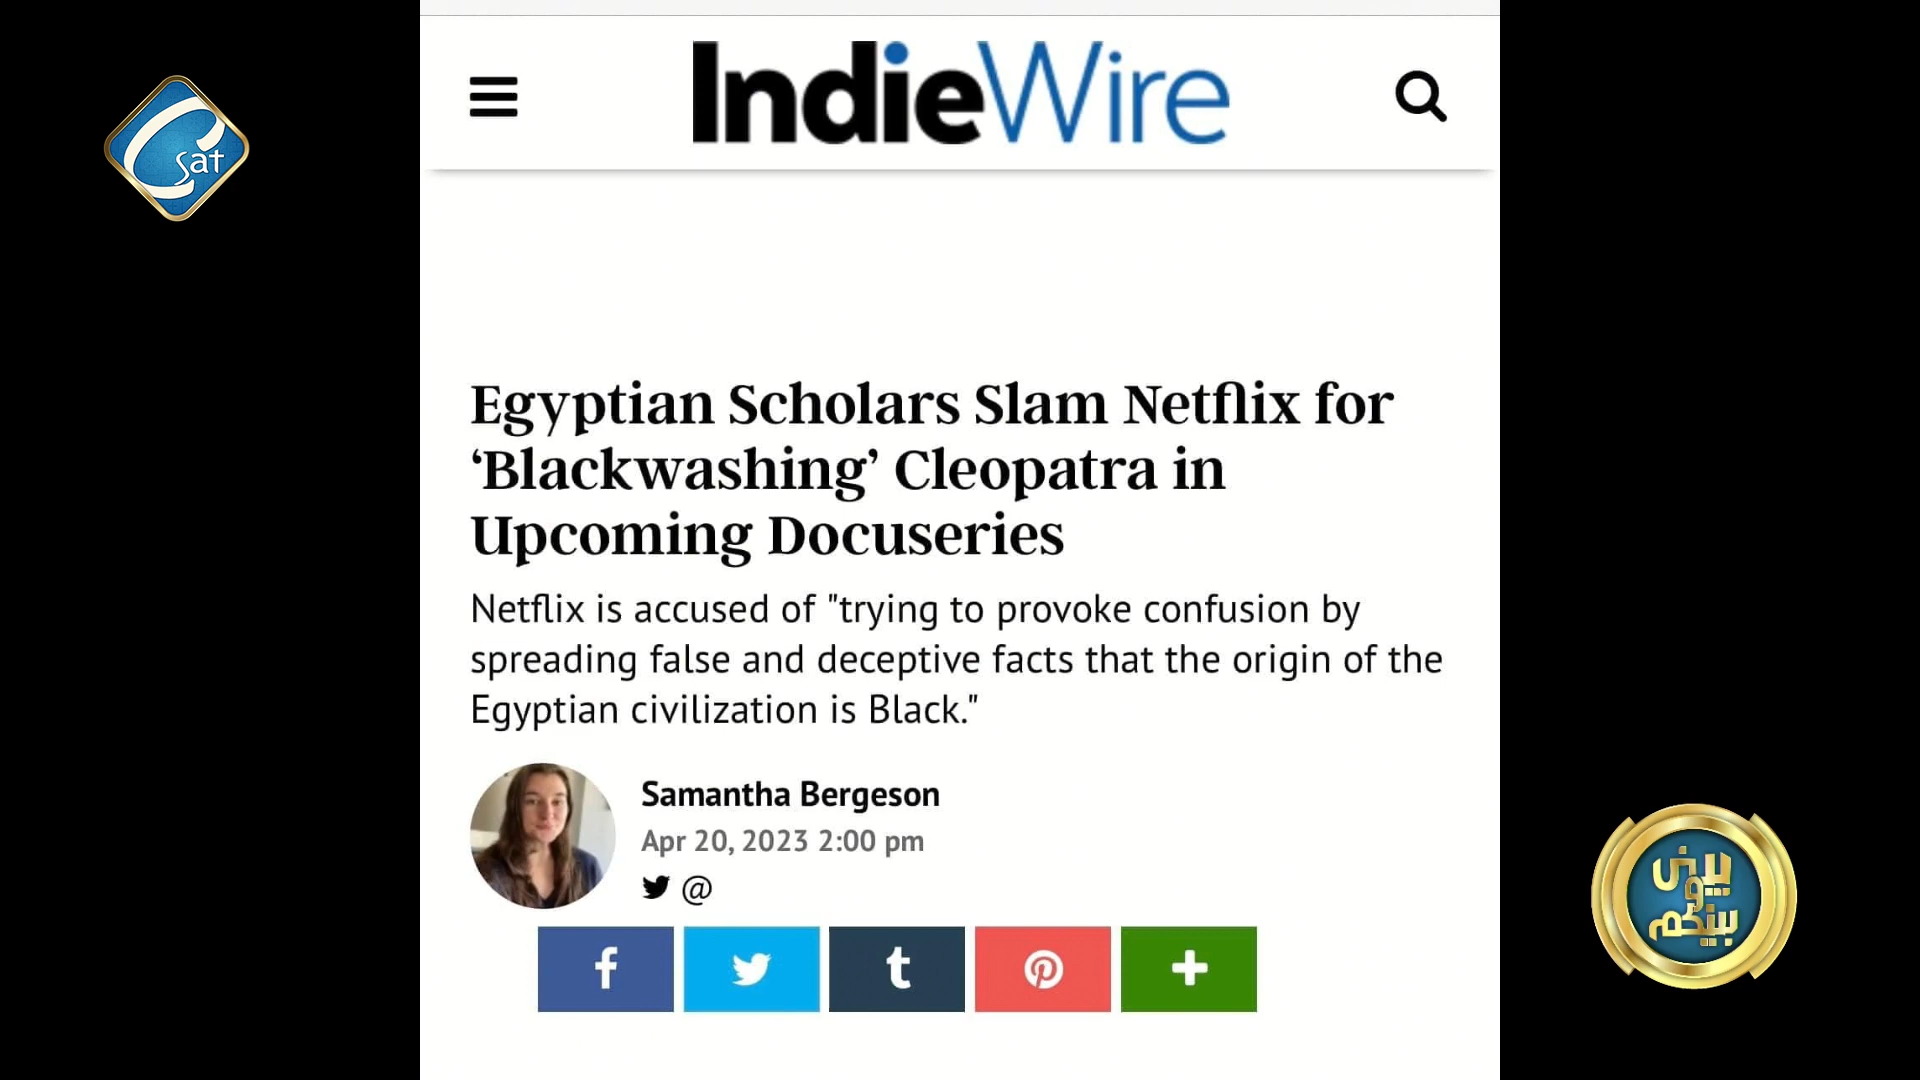 C sat
IndieWire
Egyptian Scholars Slam Netflix for
‘Blackwashing’ Cleopatra in
Upcoming Docuseries
Netflix is accused of "trying to provoke confusion by
spreading false and deceptive facts that the origin of the
Egyptian civilization is Black."
Samantha Bergeson
Apr 20, 2023 2:00 pm
@
بيني
و
بينكم